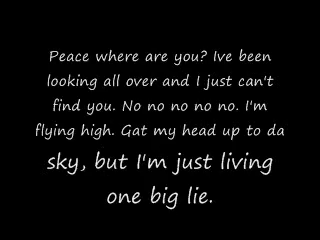 Peace where are you? Ive been
looking all over and I just can't
find you. No no no no no. I'm
flying high. Gat my head up to da
sky, but I'm just living
one big lie.